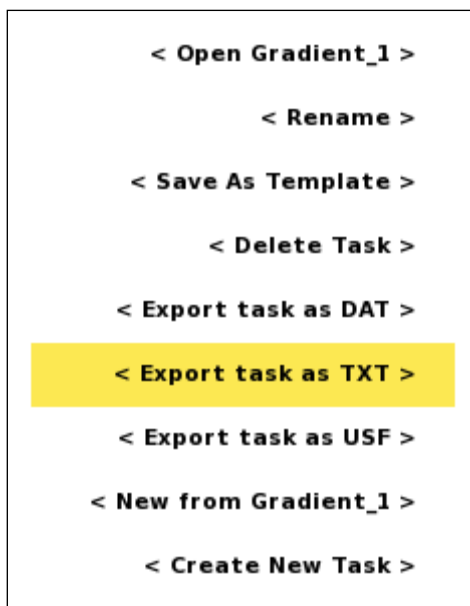 < Open Gradient_1 >
< Rename >
< Save As Template >
< Delete Task >
< Export task as DAT >
< Export task as TXT >
< Export task as USF >
< New from Gradient_1 >
< Create New Task >